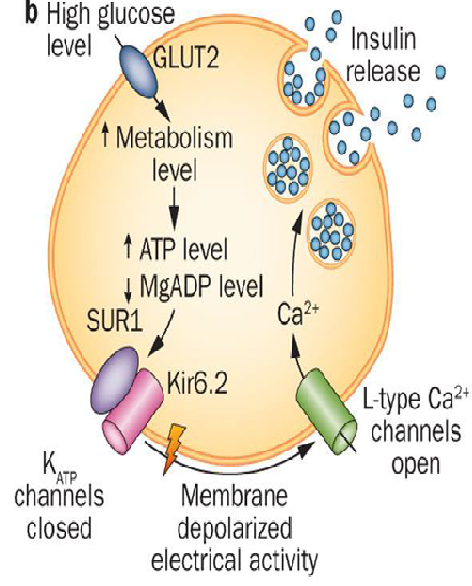 b High glucose
level
GLUT2
Insulin
release
↑ Metabolism
level
↑ ATP level
↓ MgADP level
SUR1
Ca²⁺
Kir6.2
L-type Ca²⁺
channels
open
K_ATP
channels
closed
Membrane
depolarized
electrical activity